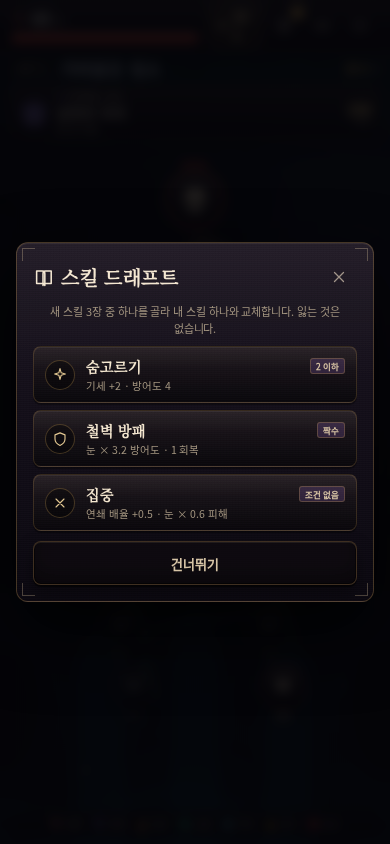 스킬 드래프트
새 스킬 3장 중 하나를 골라 내 스킬 하나와 교체합니다. 잃는 것은
없습니다.
숨고르기
2 이하
기세 +2 · 방어도 4
철벽 방패
짝수
눈 × 3.2 방어도 · 1 회복
집중
조건 없음
연쇄 배율 +0.5 · 눈 × 0.6 피해
건너뛰기